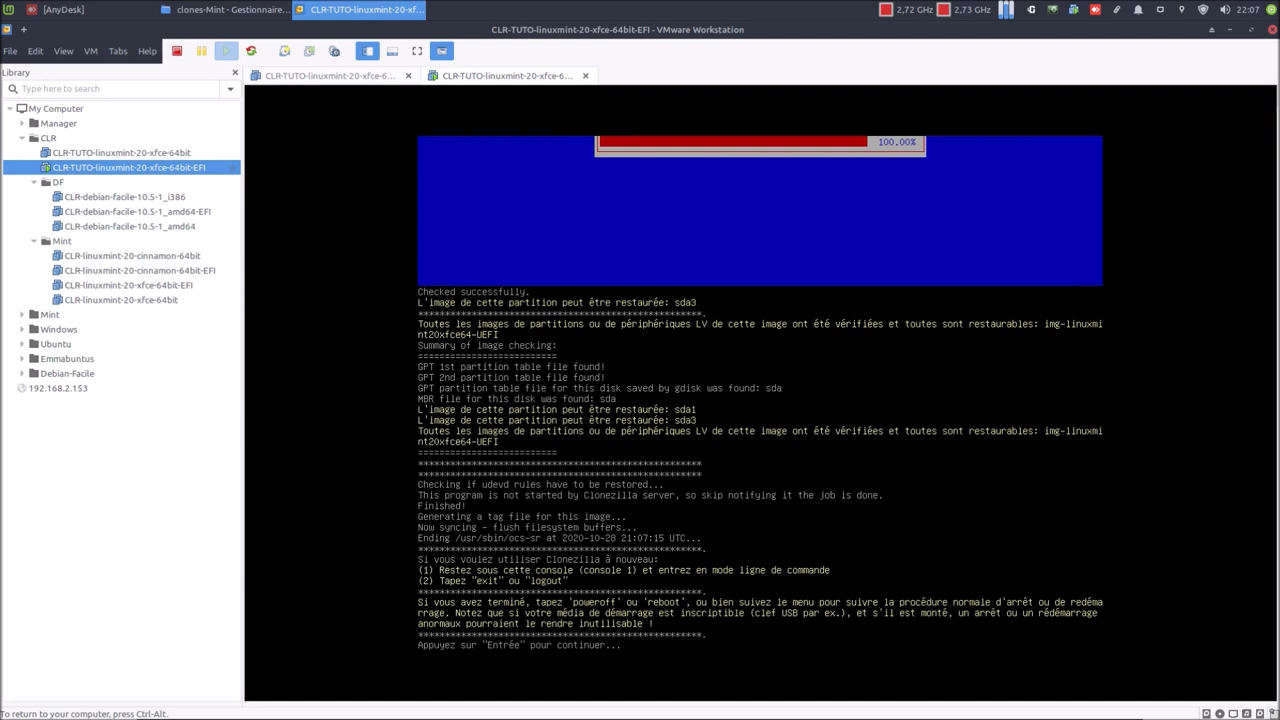 [AnyDesk]
clones-Mint - Gestionnaire...
CLR-TUTO-linuxmint-20-xf...
2,72 GHz
2,73 GHz
22:07
CLR-TUTO-linuxmint-20-xfce-64bit-EFI - VMware Workstation
File Edit View VM Tabs Help
Library
Type here to search
CLR-TUTO-linuxmint-20-xfce-6...
CLR-TUTO-linuxmint-20-xfce-6...
My Computer
Manager
CLR
CLR-TUTO-linuxmint-20-xfce-64bit
CLR-TUTO-linuxmint-20-xfce-64bit-EFI
DF
CLR-debian-facile-10.5-1_i386
CLR-debian-facile-10.5-1_amd64-EFI
CLR-debian-facile-10.5-1_amd64
Mint
CLR-linuxmint-20-cinnamon-64bit
CLR-linuxmint-20-cinnamon-64bit-EFI
CLR-linuxmint-20-xfce-64bit-EFI
CLR-linuxmint-20-xfce-64bit
Mint
Windows
Ubuntu
Emmabuntus
Debian-Facile
192.168.2.153
100.00%
Checked successfully.
L'image de cette partition peut être restaurée: sda3
*****************************************************.
Toutes les images de partitions ou de périphériques LV de cette image ont été vérifiées et toutes sont restaurables: img-linuxmi
nt20xfce64-UEFI
Summary of image checking:
==========================
GPT 1st partition table file found!
GPT 2nd partition table file found!
GPT partition table file for this disk saved by gdisk was found: sda
MBR file for this disk was found: sda
L'image de cette partition peut être restaurée: sda1
L'image de cette partition peut être restaurée: sda3
Toutes les images de partitions ou de périphériques LV de cette image ont été vérifiées et toutes sont restaurables: img-linuxmi
nt20xfce64-UEFI
==========================
*****************************************************
*****************************************************
Checking if udevd rules have to be restored...
This program is not started by Clonezilla server, so skip notifying it the job is done.
Finished!
Generating a tag file for this image...
Now syncing - flush filesystem buffers...
Ending /usr/sbin/ocs-sr at 2020-10-28 21:07:15 UTC...
*****************************************************.
Si vous voulez utiliser Clonezilla à nouveau:
(1) Restez sous cette console (console 1) et entrez en mode ligne de commande
(2) Tapez "exit" ou "logout"
*****************************************************.
Si vous avez terminé, tapez 'poweroff' ou 'reboot', ou bien suivez le menu pour suivre la procédure normale d'arrêt ou de redéma
rrage. Notez que si votre média de démarrage est inscriptible (clef USB par ex.), et s'il est monté, un arrêt ou un redémarrage
anormaux pourraient le rendre inutilisable !
*****************************************************.
Appuyez sur "Entrée" pour continuer...
To return to your computer, press Ctrl-Alt.